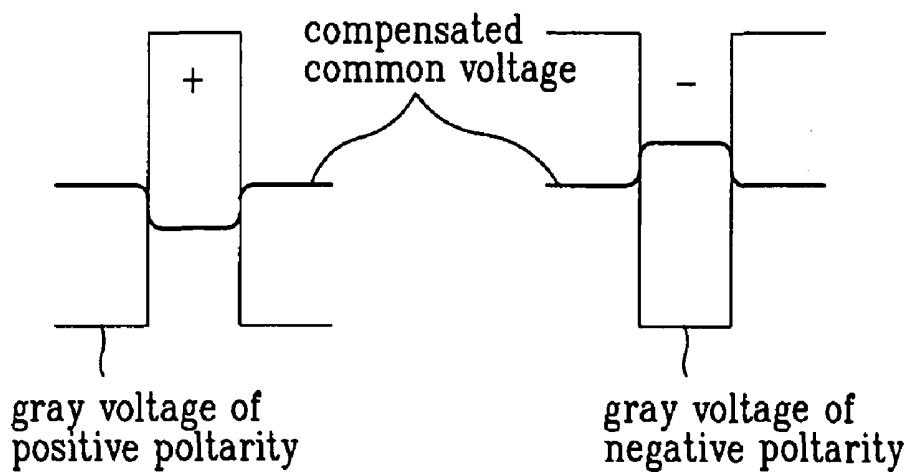 compensated
common voltage
+
-
gray voltage of
positive poltarity
gray voltage of
negative poltarity